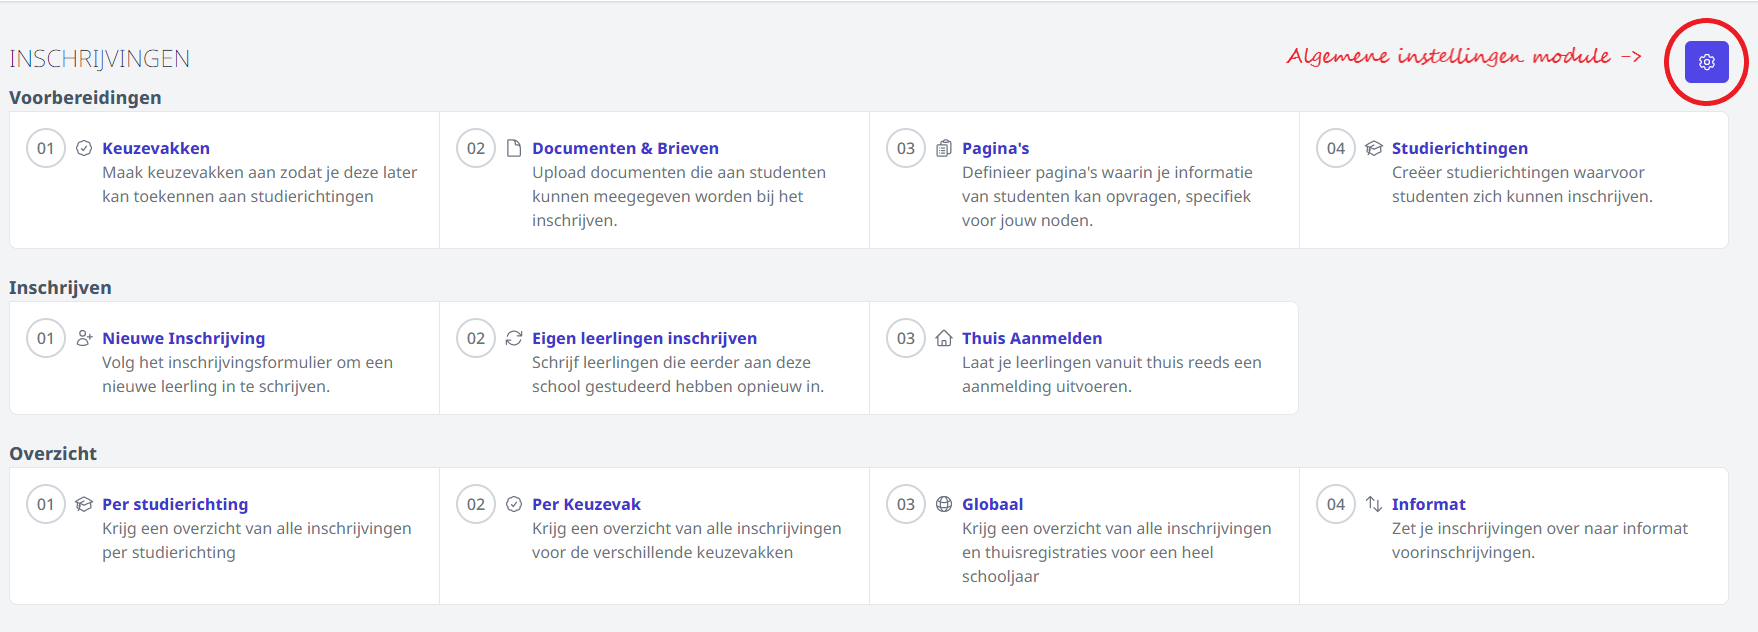 INSCHRIJVINGEN
Algemene instellingen module ->
Voorbereidingen
01 Keuzevakken
Maak keuzevakken aan zodat je deze later
kan toekennen aan studierichtingen
02 Documenten & Brieven
Upload documenten die aan studenten
kunnen meegegeven worden bij het
inschrijven.
03 Pagina's
Definieer pagina's waarin je informatie
van studenten kan opvragen, specifiek
voor jouw noden.
04 Studierichtingen
Creëer studierichtingen waarvoor
studenten zich kunnen inschrijven.
Inschrijven
01 Nieuwe Inschrijving
Volg het inschrijvingsformulier om een
nieuwe leerling in te schrijven.
02 Eigen leerlingen inschrijven
Schrijf leerlingen die eerder aan deze
school gestudeerd hebben opnieuw in.
03 Thuis Aanmelden
Laat je leerlingen vanuit thuis reeds een
aanmelding uitvoeren.
Overzicht
01 Per studierichting
Krijg een overzicht van alle inschrijvingen
per studierichting
02 Per Keuzevak
Krijg een overzicht van alle inschrijvingen
voor de verschillende keuzevakken
03 Globaal
Krijg een overzicht van alle inschrijvingen
en thuisregistraties voor een heel
schooljaar
04 Informat
Zet je inschrijvingen over naar informat
voorinschrijvingen.